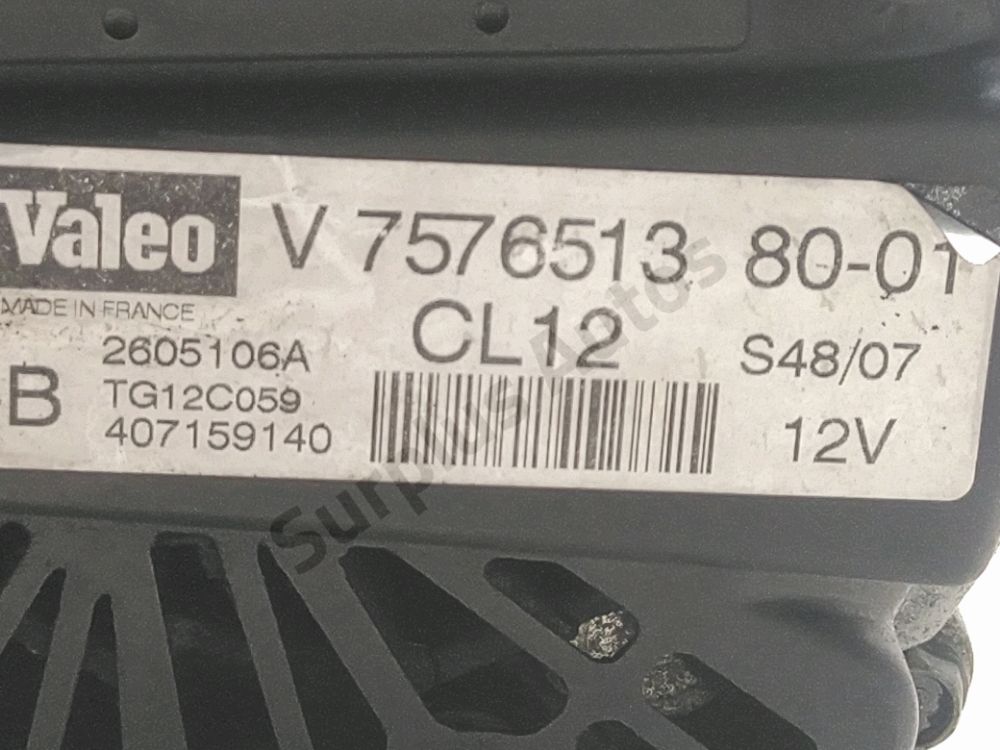 Valeo V 7576513 80-01
MADE IN FRANCE
CL12
2605106A
S48/07
B TG12C059
407159140
12V
Surplus Autos